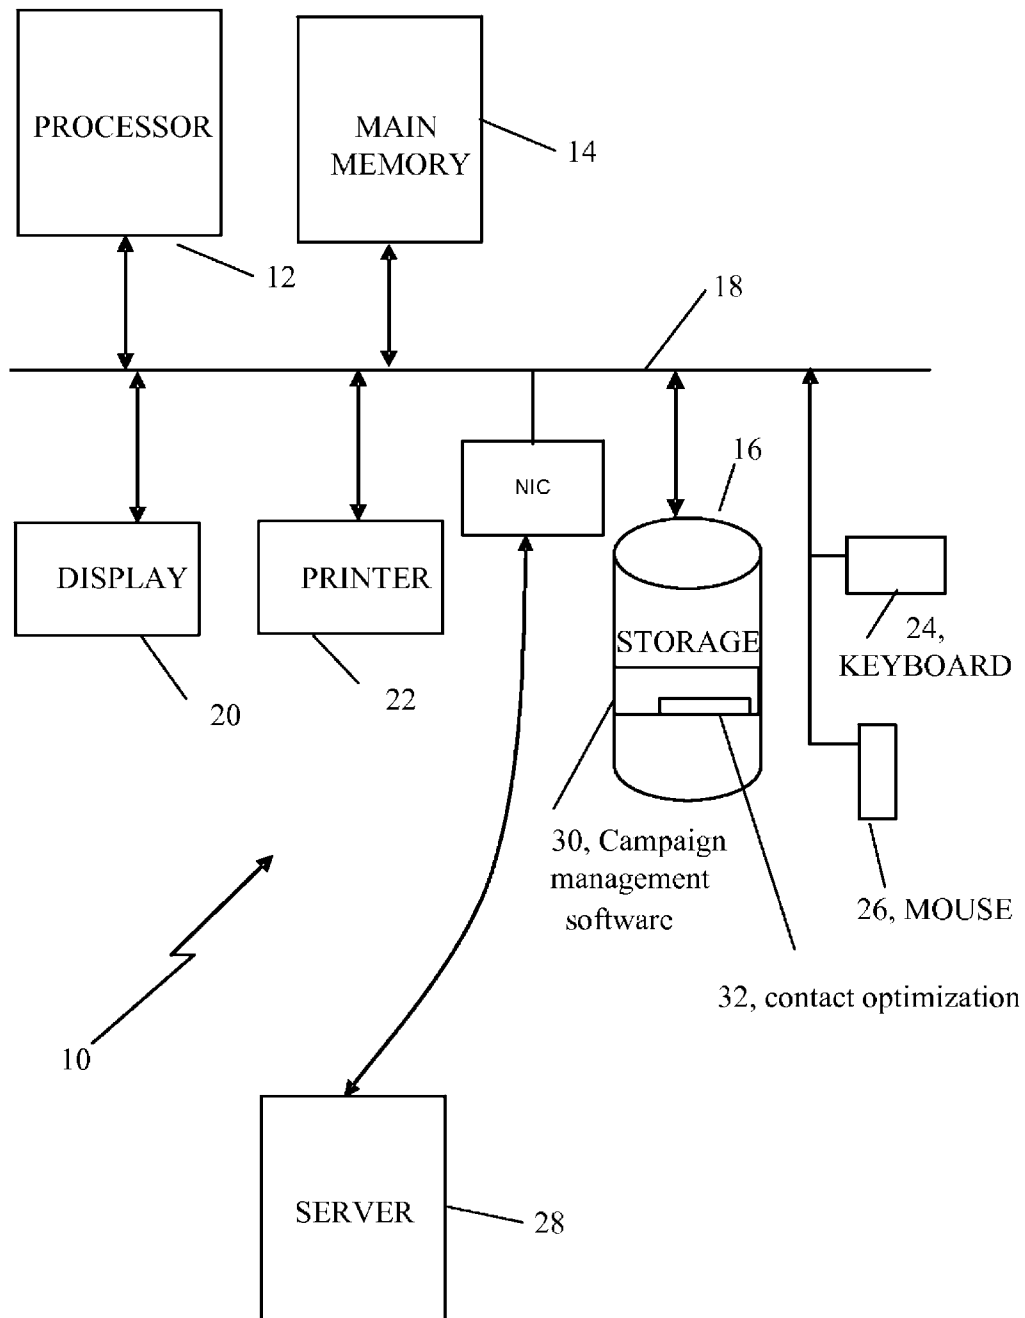 PROCESSOR
MAIN
MEMORY
14
12
18
16
NIC
DISPLAY
PRINTER
STORAGE
24,
KEYBOARD
20
22
30, Campaign
management
software
26, MOUSE
32, contact optimization
10
SERVER
28